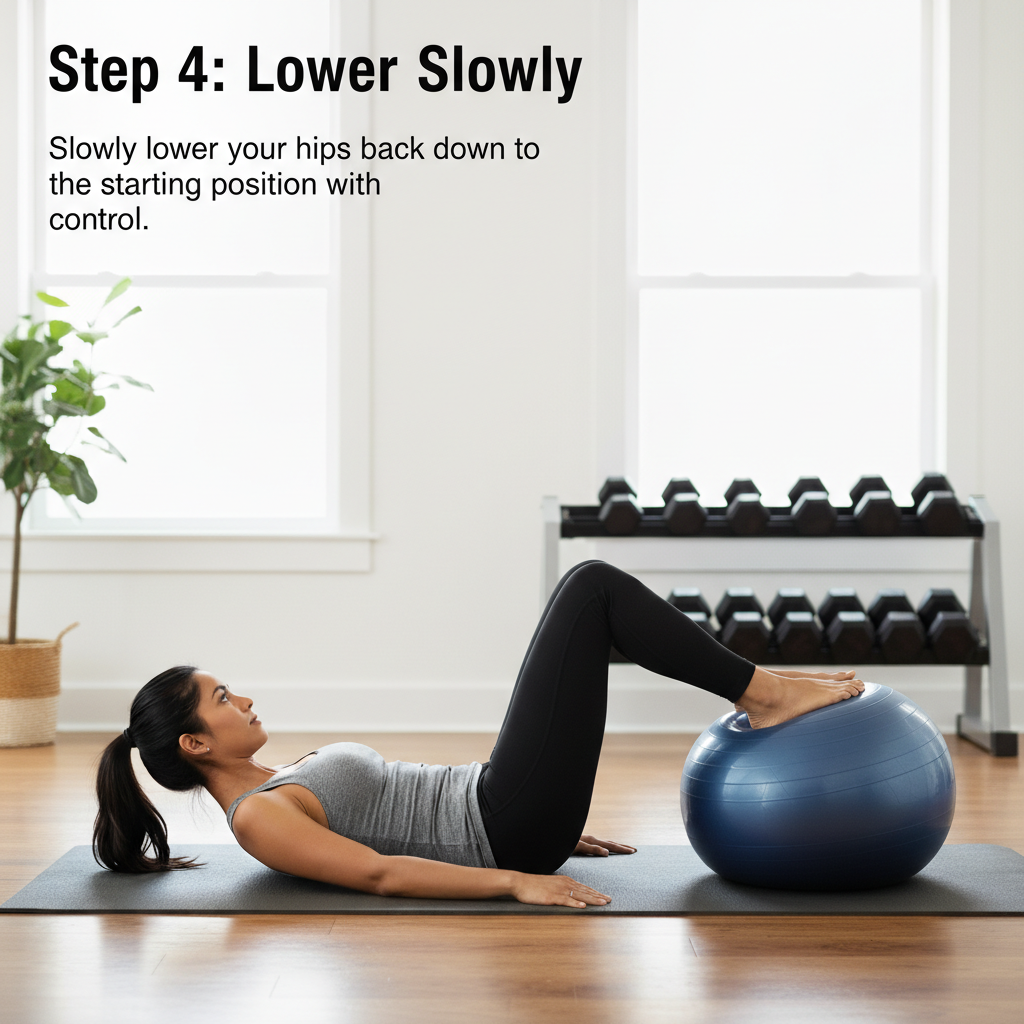 Step 4: Lower Slowly
Slowly lower your hips back down to
the starting position with
control.